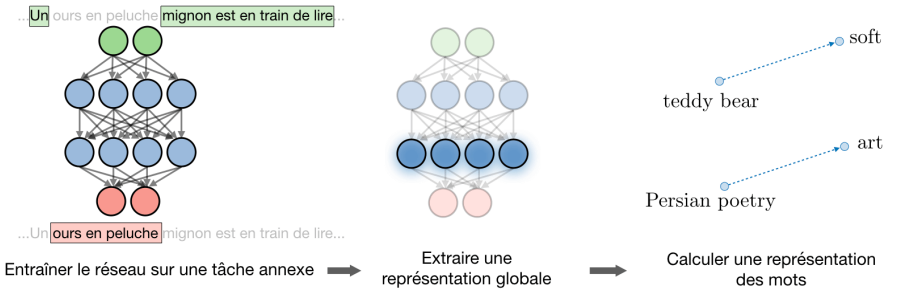 ...Un ours en peluche mignon est en train de lire...
...Un ours en peluche mignon est en train de lire...
soft
teddy bear
art
Persian poetry
Entraîner le réseau sur une tâche annexe
Extraire une
représentation globale
Calculer une représentation
des mots